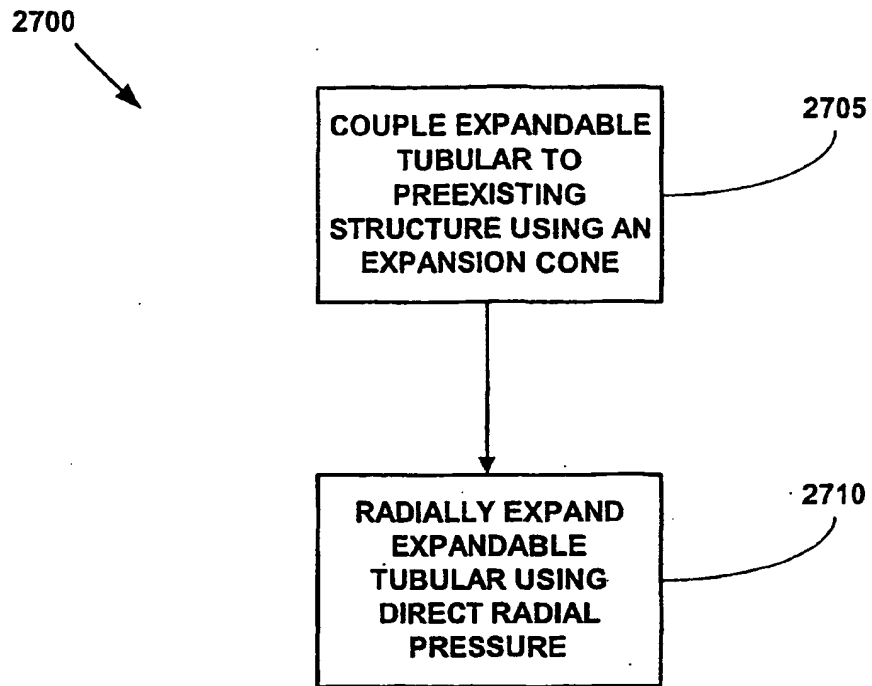 2700
COUPLE EXPANDABLE
TUBULAR TO
PREEXISTING
STRUCTURE USING AN
EXPANSION CONE
2705
RADIALLY EXPAND
EXPANDABLE
TUBULAR USING
DIRECT RADIAL
PRESSURE
2710